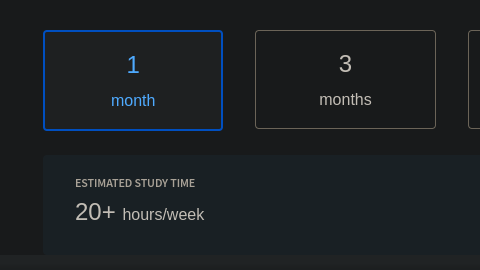 1
month
3
months
ESTIMATED STUDY TIME
20+ hours/week